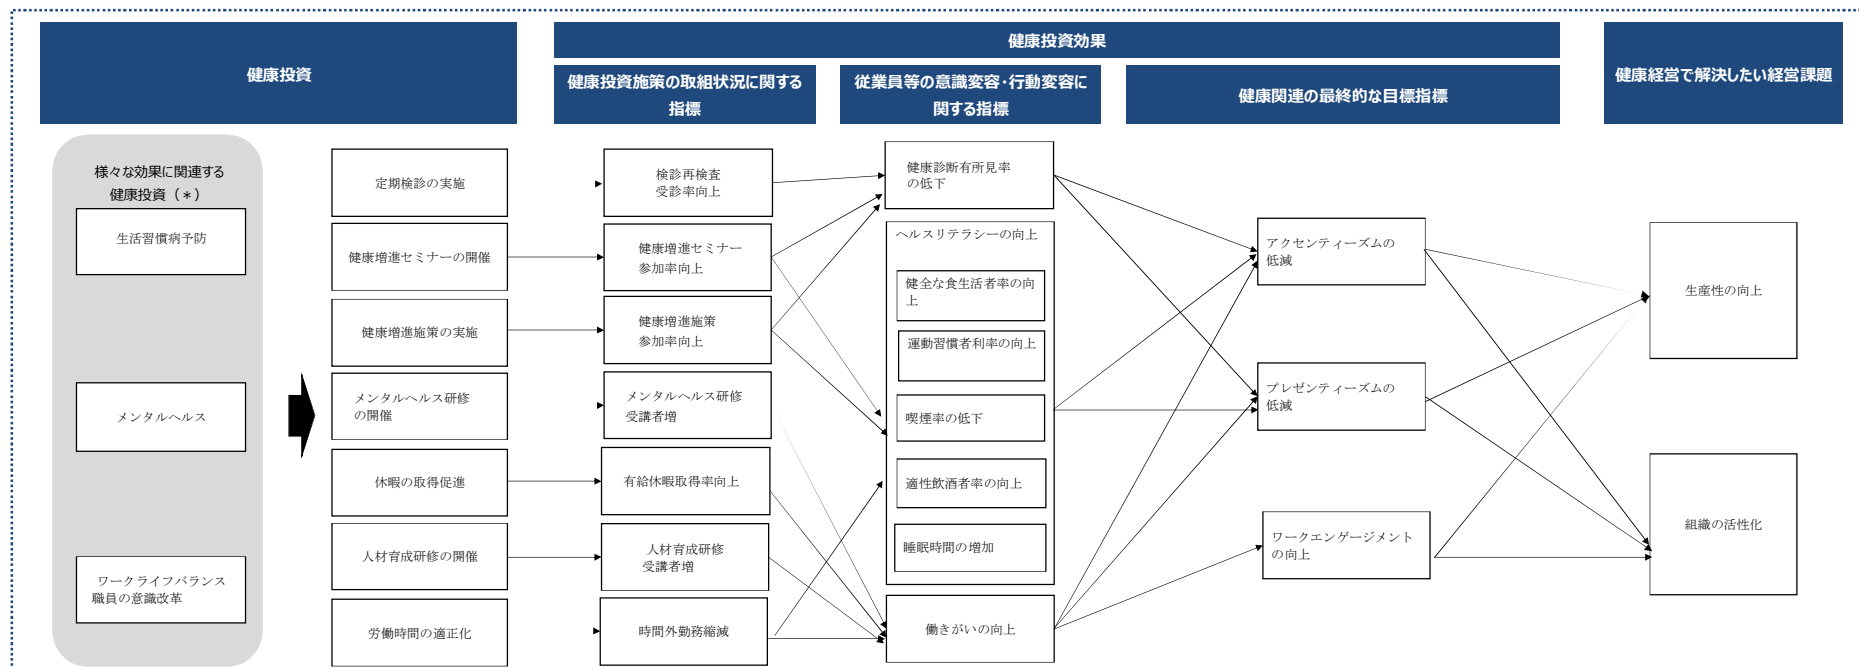 健康投資
健康投資効果
健康経営で解決したい経営課題
健康投資施策の取組状況に関する
指標
従業員等の意識変容・行動変容に
関する指標
健康関連の最終的な目標指標
様々な効果に関連する
健康投資（＊）
生活習慣病予防
メンタルヘルス
ワークライフバランス
職員の意識改革
定期検診の実施
健康増進セミナーの開催
健康増進施策の実施
メンタルヘルス研修
の開催
休暇の取得促進
人材育成研修の開催
労働時間の適正化
検診再検査
受診率向上
健康増進セミナー
参加率向上
健康増進施策
参加率向上
メンタルヘルス研修
受講者増
有給休暇取得率向上
人材育成研修
受講者増
時間外勤務縮減
健康診断有所見率
の低下
ヘルスリテラシーの向上
健全な食生活者率の向
上
運動習慣者利率の向上
喫煙率の低下
適性飲酒者率の向上
睡眠時間の増加
働きがいの向上
アクセンティーズムの
低減
プレゼンティーズムの
低減
ワークエンゲージメント
の向上
生産性の向上
組織の活性化